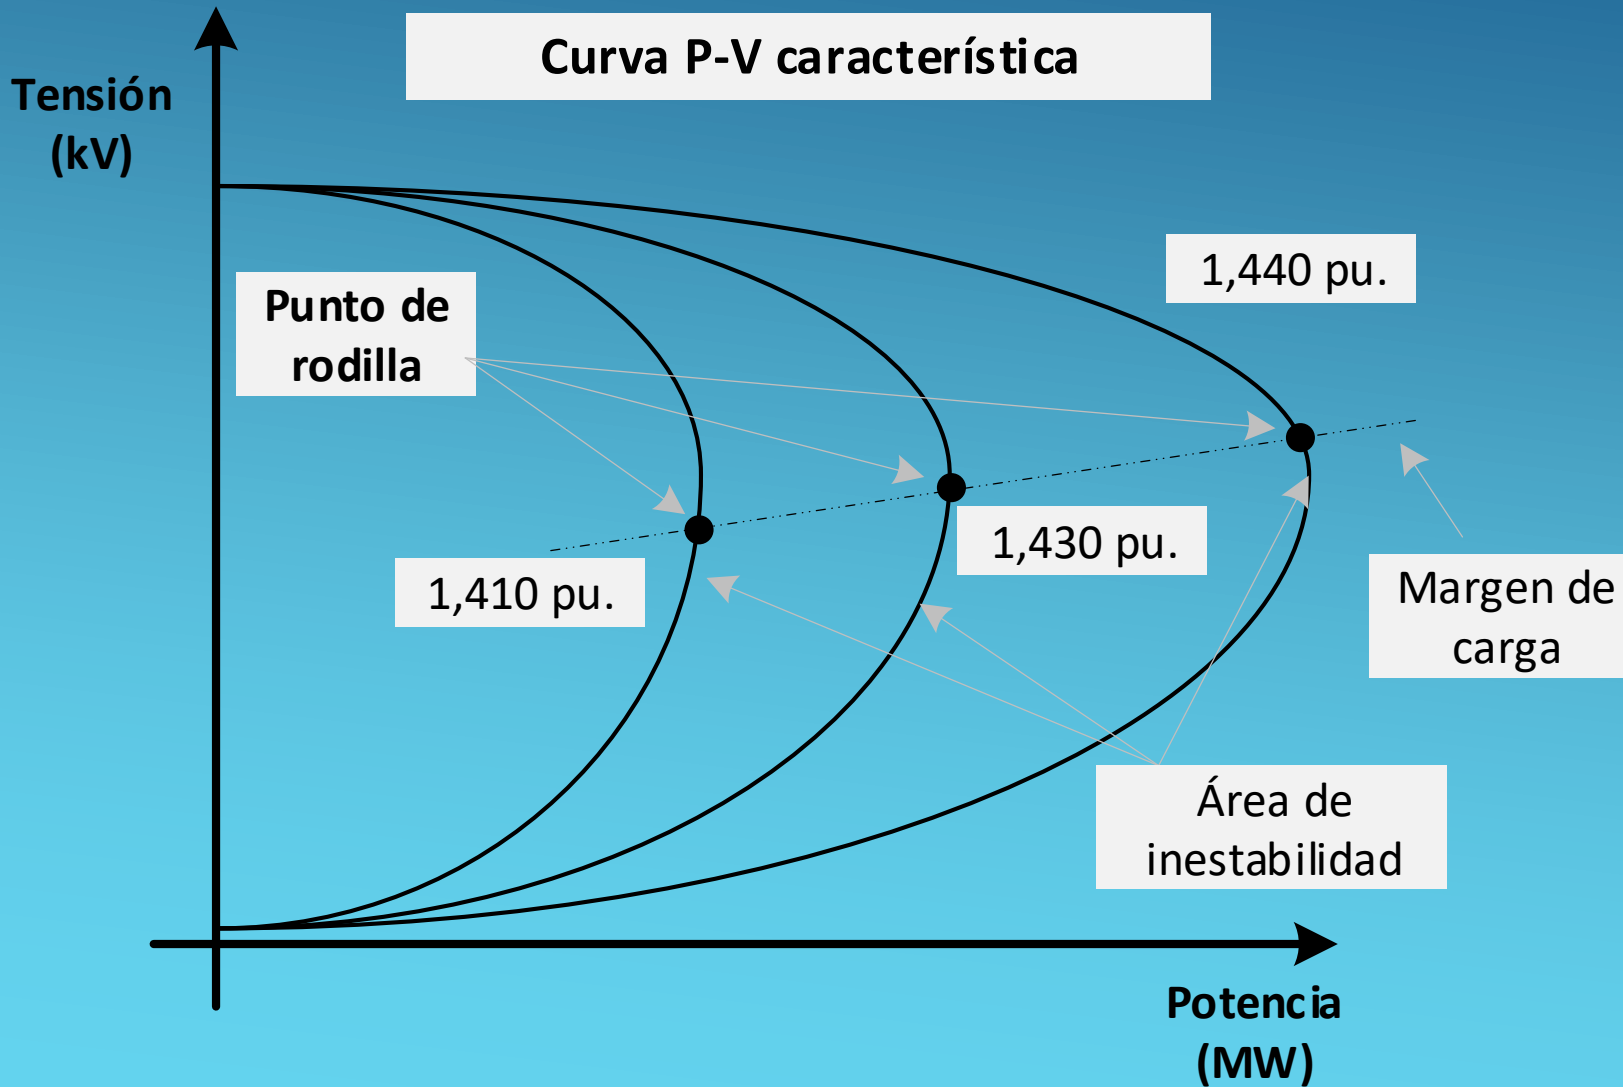 Curva P-V característica
Tensión
(kV)
1,440 pu.
Punto de
rodilla
1,430 pu.
1,410 pu.
Margen de
carga
Área de
inestabilidad
Potencia
(MW)